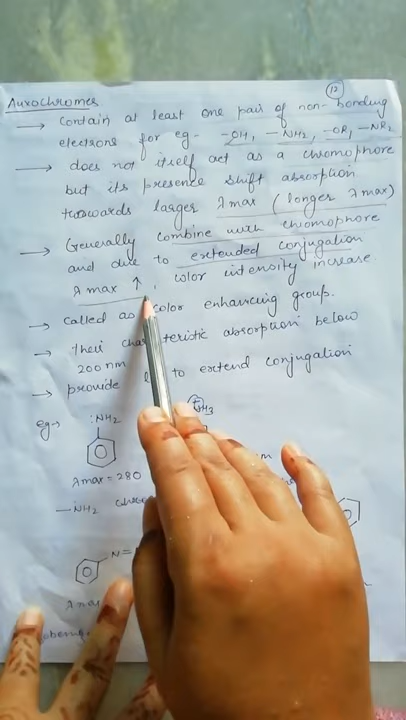 12
Auxochromes
→ Contain at least one pair of non-bonding
electrons for eg- -OH, -NH2, -OR, -NR2
→ does not itself act as a chromophore
but its presence shift absorption
towards larger λmax (longer λmax)
→ Generally combine with chromophore
and due to extended conjugation
λmax ↑, color intensity increase.
→ Called as color enhancing group.
→ Their absorption below
200 nm
→ provide to extend conjugation
eg→ :NH2
λmax = 280
-NH2
N=